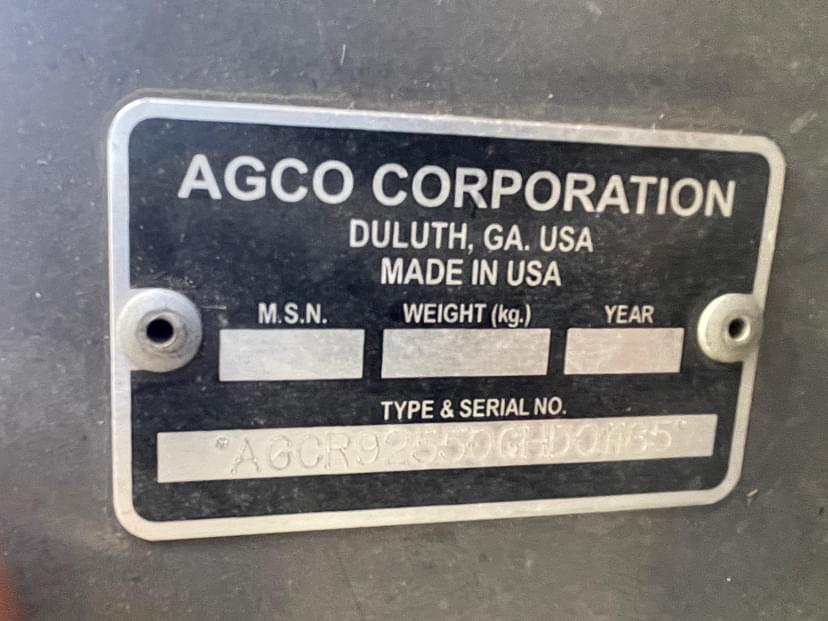 AGCO CORPORATION
DULUTH, GA. USA
MADE IN USA
M.S.N. WEIGHT (kg.) YEAR
TYPE & SERIAL NO.